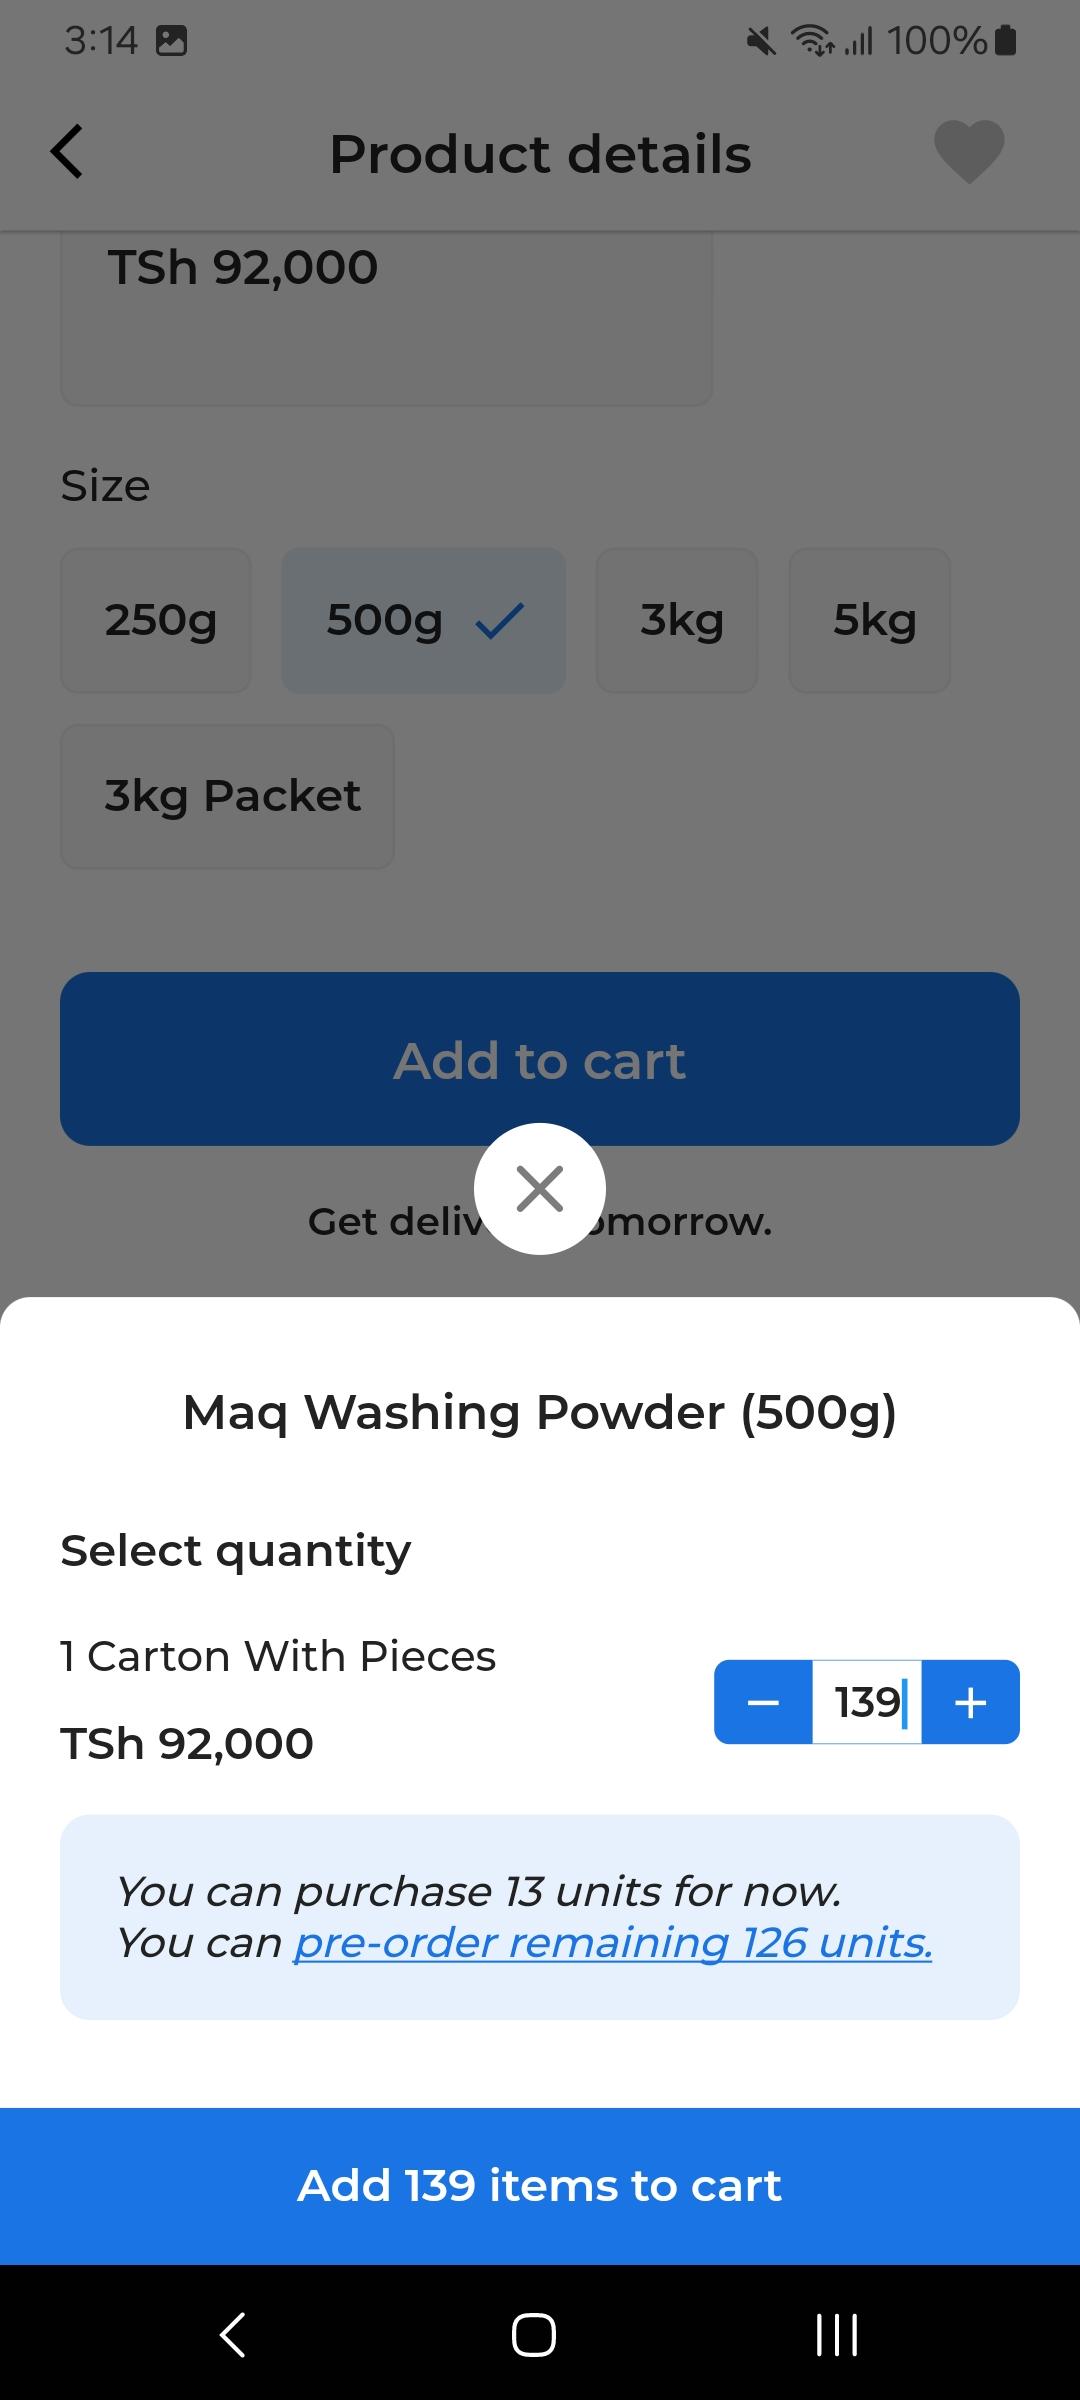 3:14 100%
Product details
TSh 92,000
Size
250g 500g 3kg 5kg
3kg Packet
Add to cart
Get deliv omorrow.
Maq Washing Powder (500g)
Select quantity
1 Carton With Pieces
139
TSh 92,000
You can purchase 13 units for now.
You can pre-order remaining 126 units.
Add 139 items to cart